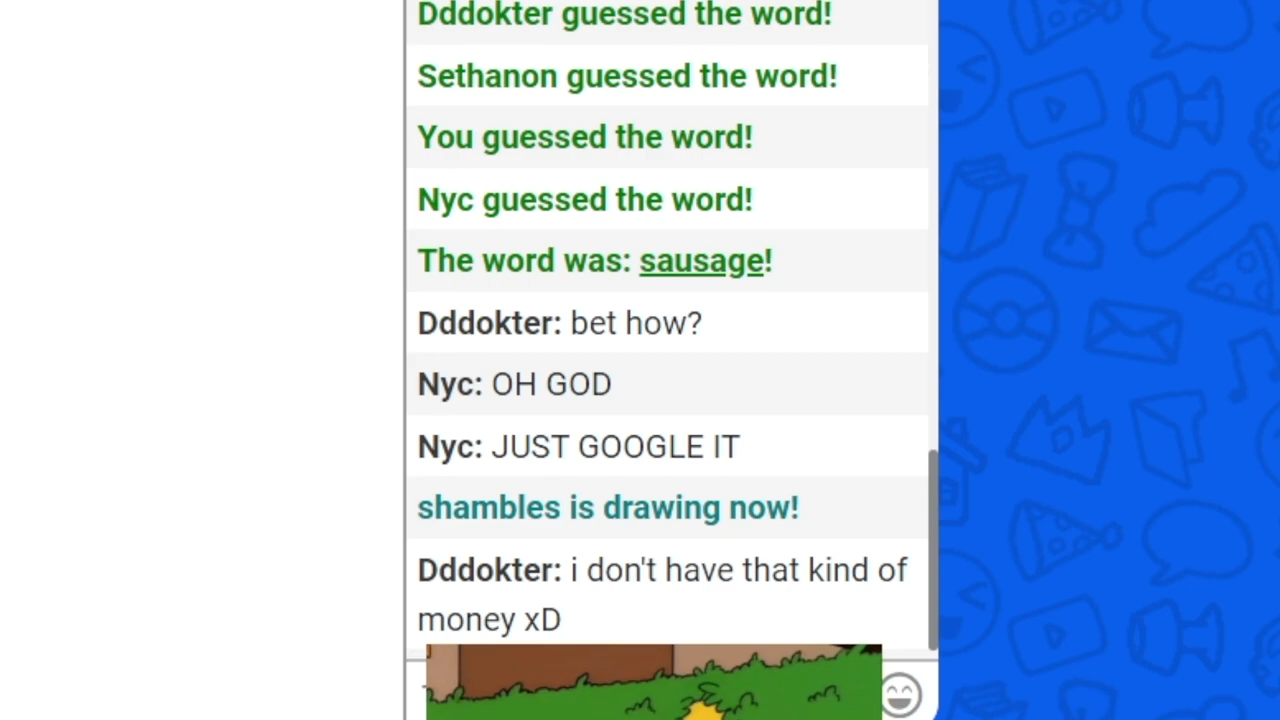 Dddokter guessed the word!
Sethanon guessed the word!
You guessed the word!
Nyc guessed the word!
The word was: sausage!
Dddokter: bet how?
Nyc: OH GOD
Nyc: JUST GOOGLE IT
shambles is drawing now!
Dddokter: i don't have that kind of
money xD